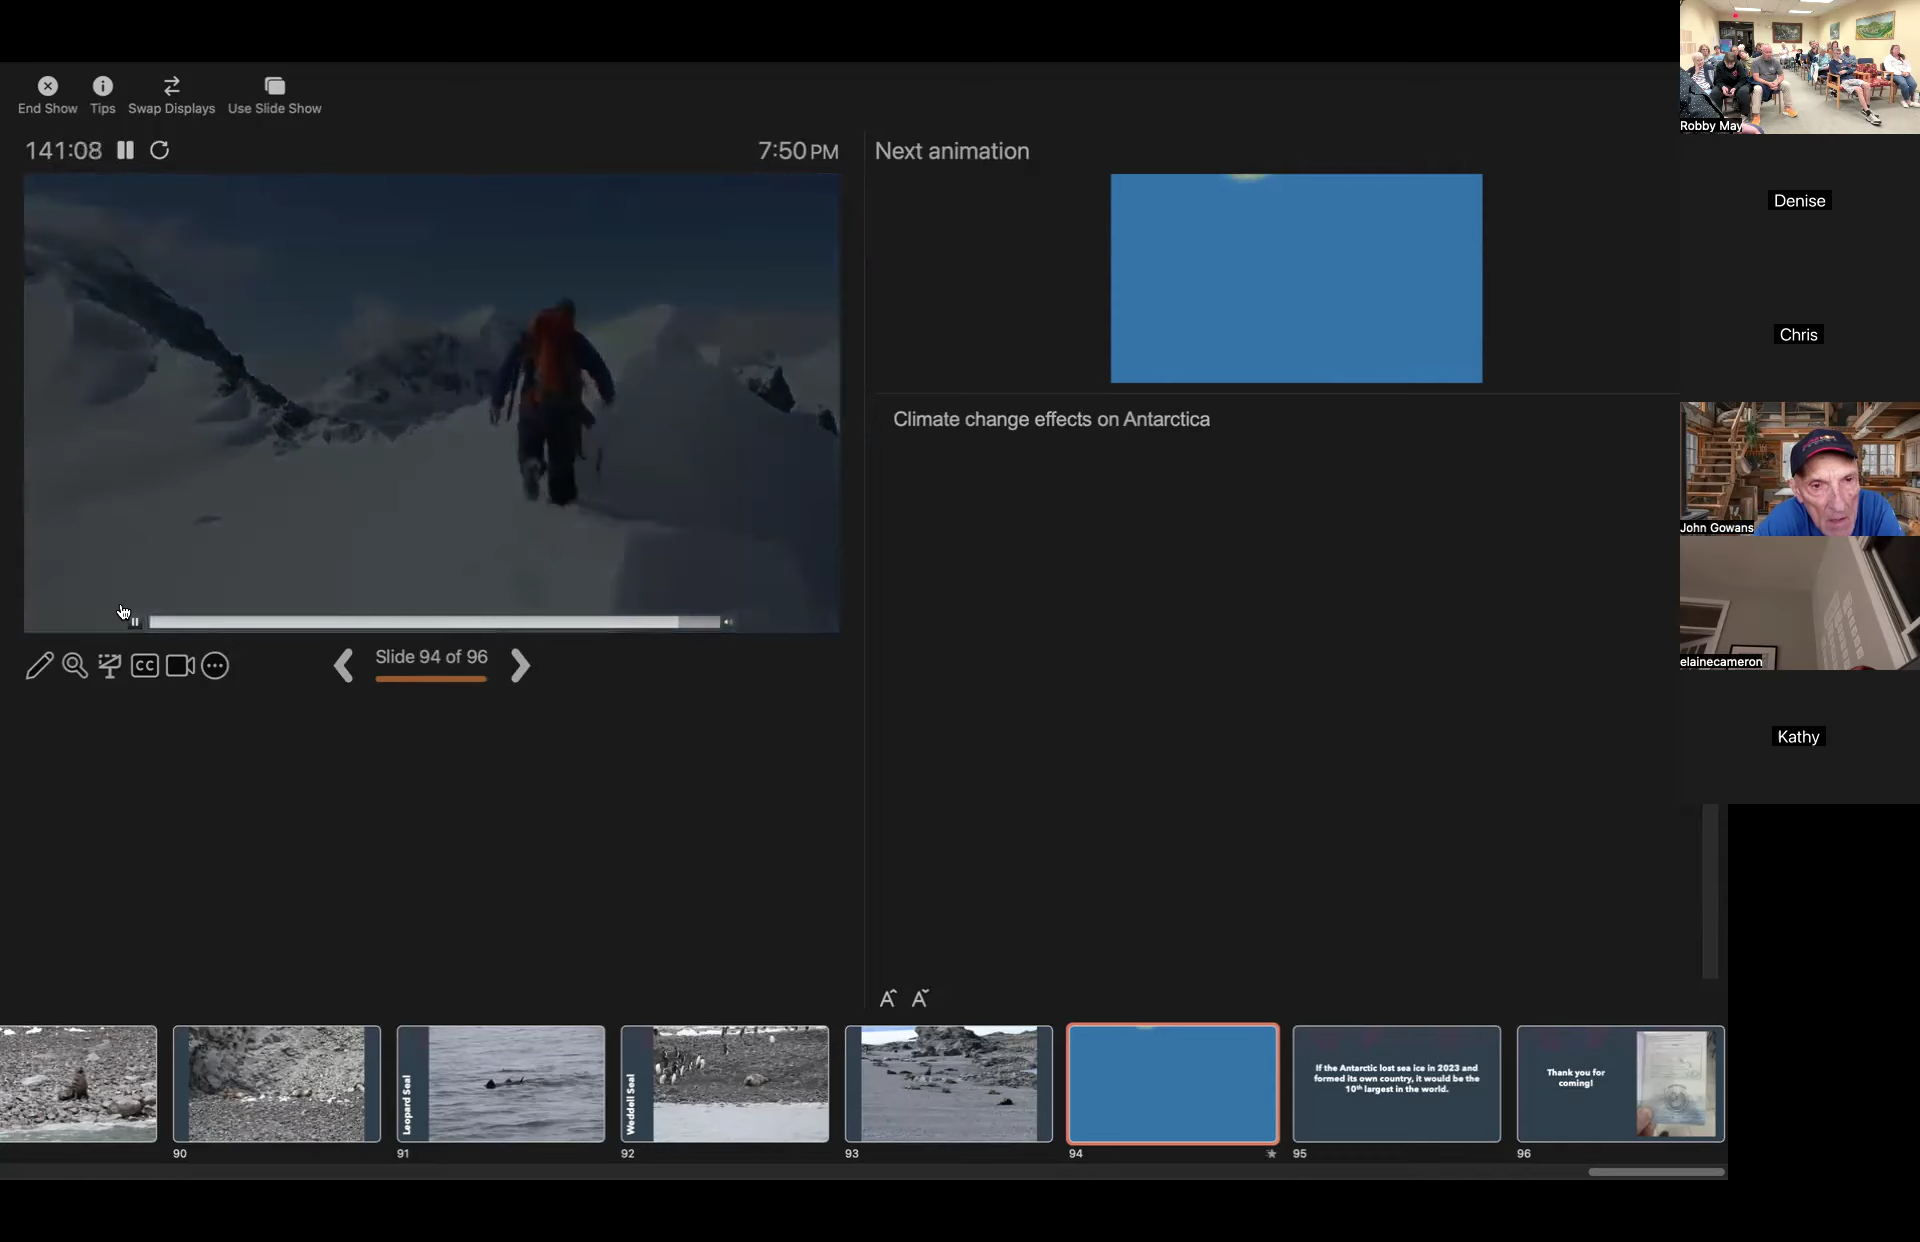 End Show
Tips
Swap Displays
Use Slide Show
141:08
7:50 PM
Next animation
Climate change effects on Antarctica
CC
Slide 94 of 96
A A
Robby May
Denise
Chris
John Gowans
elainecameron
Kathy
Leopard Seal
Weddell Seal
If the Antarctic lost sea ice in 2023 and
formed its own country, it would be the
10th largest in the world.
Thank you for
coming!
90
91
92
93
94
95
96